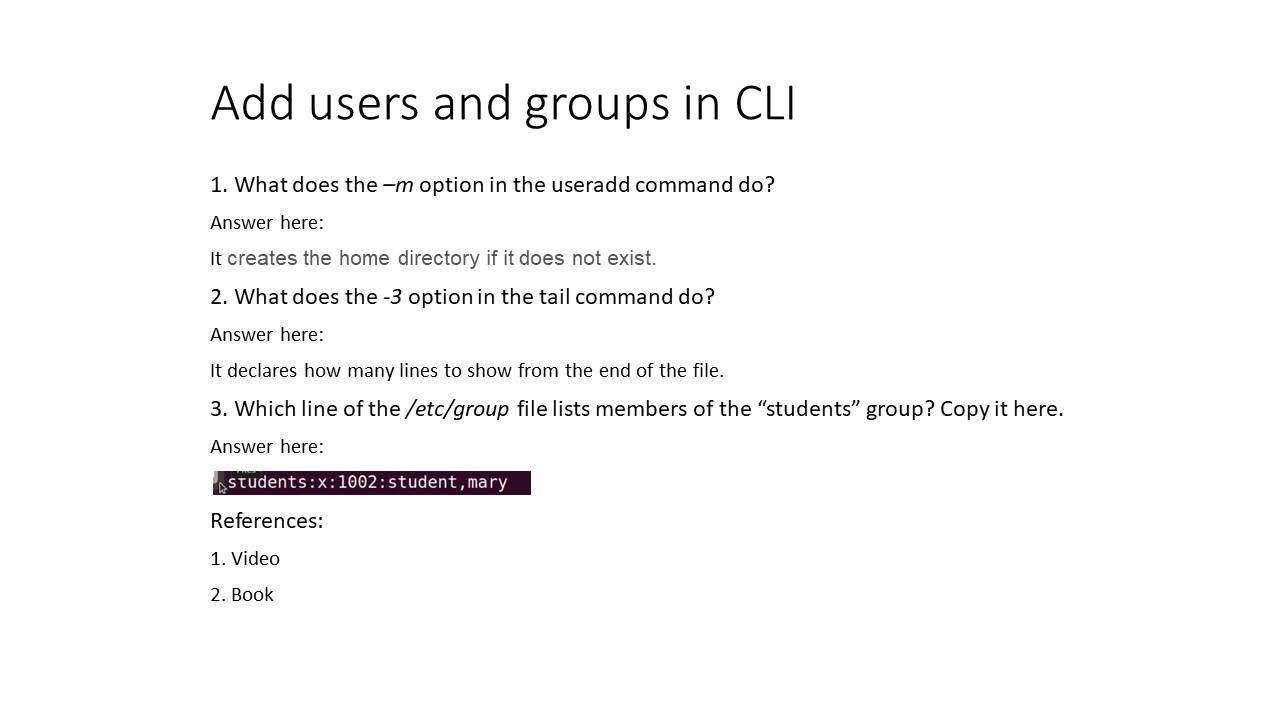 Add users and groups in CLI
1. What does the –m option in the useradd command do?
Answer here:
It creates the home directory if it does not exist.
2. What does the -3 option in the tail command do?
Answer here:
It declares how many lines to show from the end of the file.
3. Which line of the /etc/group file lists members of the “students” group? Copy it here.
Answer here:
students:x:1002:student,mary
References:
1. Video
2. Book